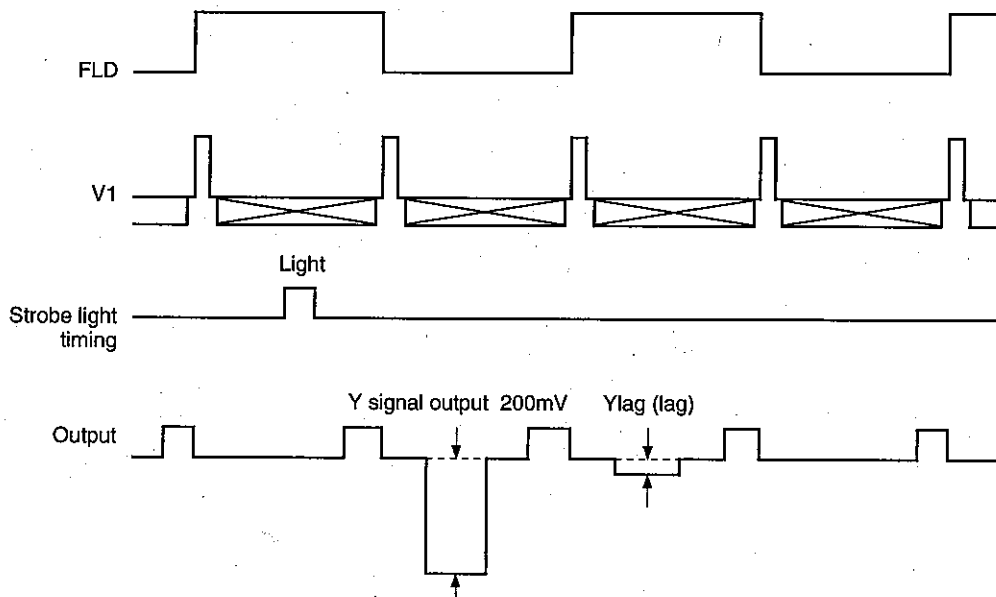 FLD
V1
Light
Strobe light
timing
Y signal output 200mV
Ylag (lag)
Output